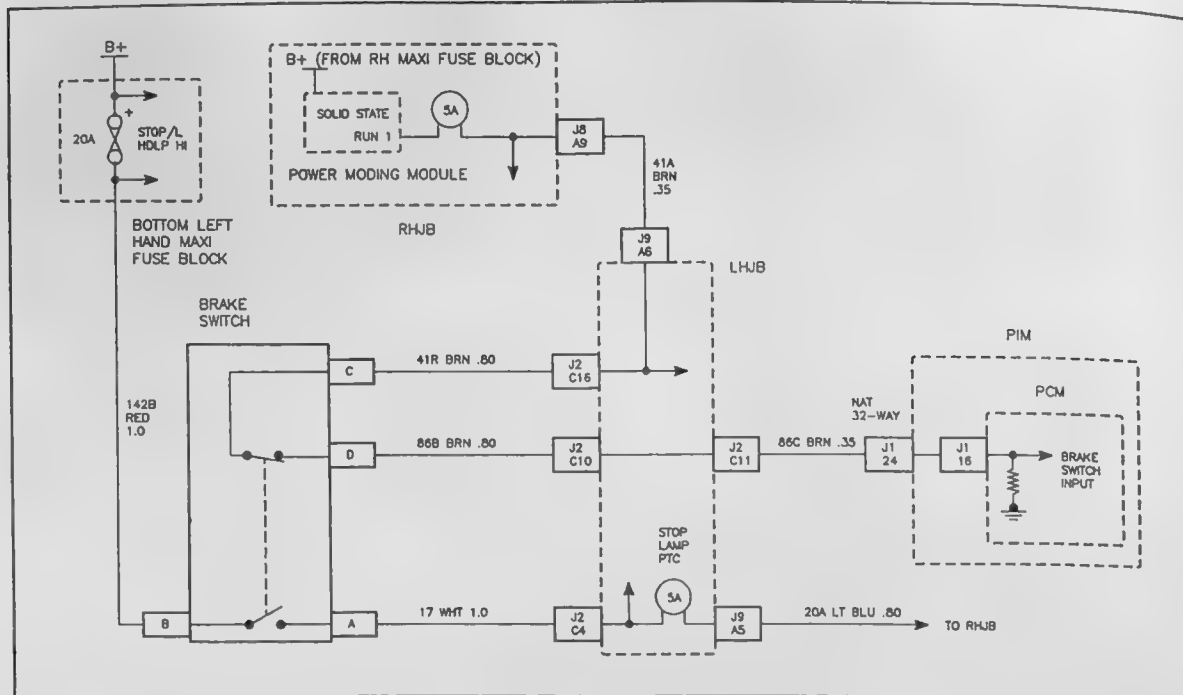 B+
20A
+
STOP/L
HDLP HI
BOTTOM LEFT
HAND MAXI
FUSE BLOCK
B+ (FROM RH MAXI FUSE BLOCK)
SOLID STATE
RUN 1
5A
POWER MODING MODULE
J8
A9
RHJB
41A
BRN
.35
J9
A6
LHJB
BRAKE
SWITCH
142B
RED
1.0
C
41R BRN .80
J2
C16
D
86B BRN .80
J2
C10
J2
C11
86C BRN .35
NAT
32-WAY
J1
24
PIM
PCM
J1
16
BRAKE
SWITCH
INPUT
STOP
LAMP
PTC
5A
B
A
17 WHT 1.0
J2
C4
J9
A5
20A LT BLU .80
TO RHJB